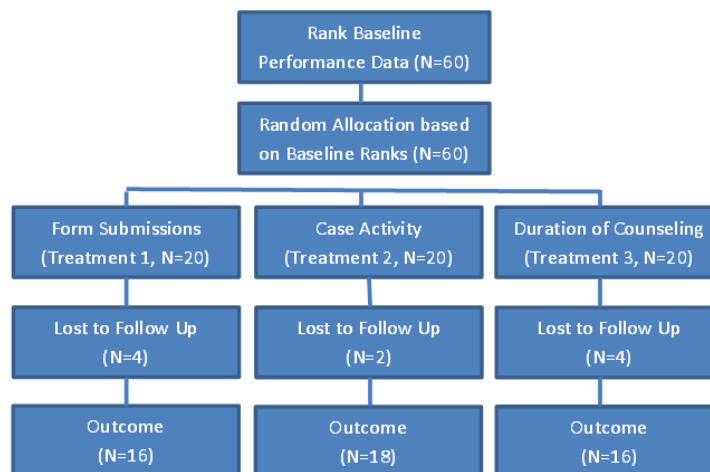 Rank Baseline
Performance Data (N=60)
Random Allocation based
on Baseline Ranks (N=60)
Form Submissions
(Treatment 1, N=20)
Case Activity
(Treatment 2, N=20)
Duration of Counseling
(Treatment 3, N=20)
Lost to Follow Up
(N=4)
Lost to Follow Up
(N=2)
Lost to Follow Up
(N=4)
Outcome
(N=16)
Outcome
(N=18)
Outcome
(N=16)